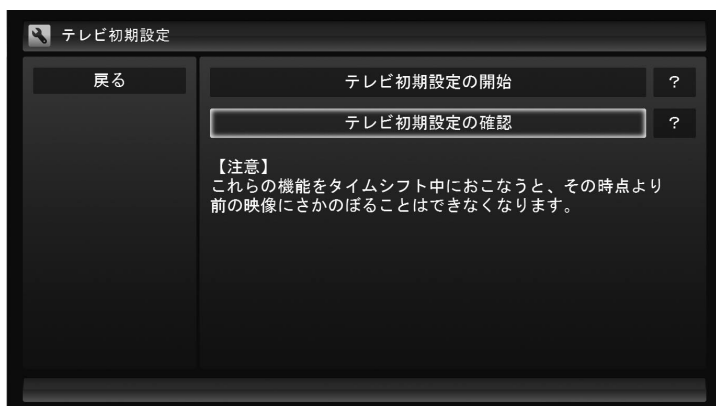 テレビ初期設定
戻る
テレビ初期設定の開始
?
テレビ初期設定の確認
?
【注意】
これらの機能をタイムシフト中におこなうと、その時点より
前の映像にさかのぼることはできなくなります。